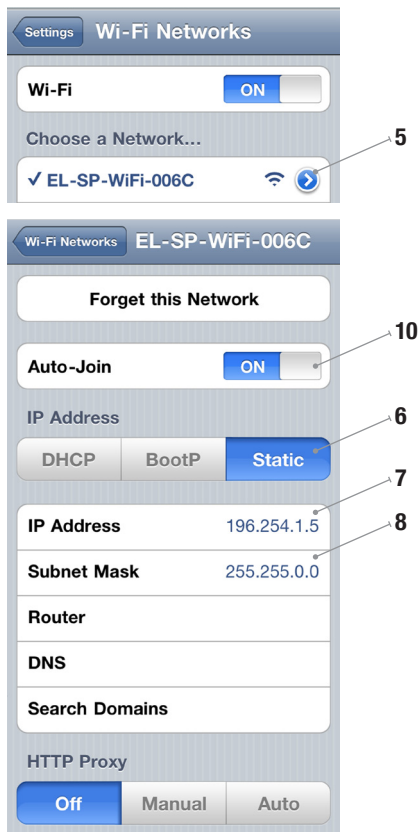 Settings Wi-Fi Networks
Wi-Fi ON
Choose a Network...
5
✓ EL-SP-WiFi-006C
Wi-Fi Networks EL-SP-WiFi-006C
Forget this Network
10
Auto-Join ON
IP Address
6
DHCP BootP Static
7
IP Address 196.254.1.5
8
Subnet Mask 255.255.0.0
Router
DNS
Search Domains
HTTP Proxy
Off Manual Auto